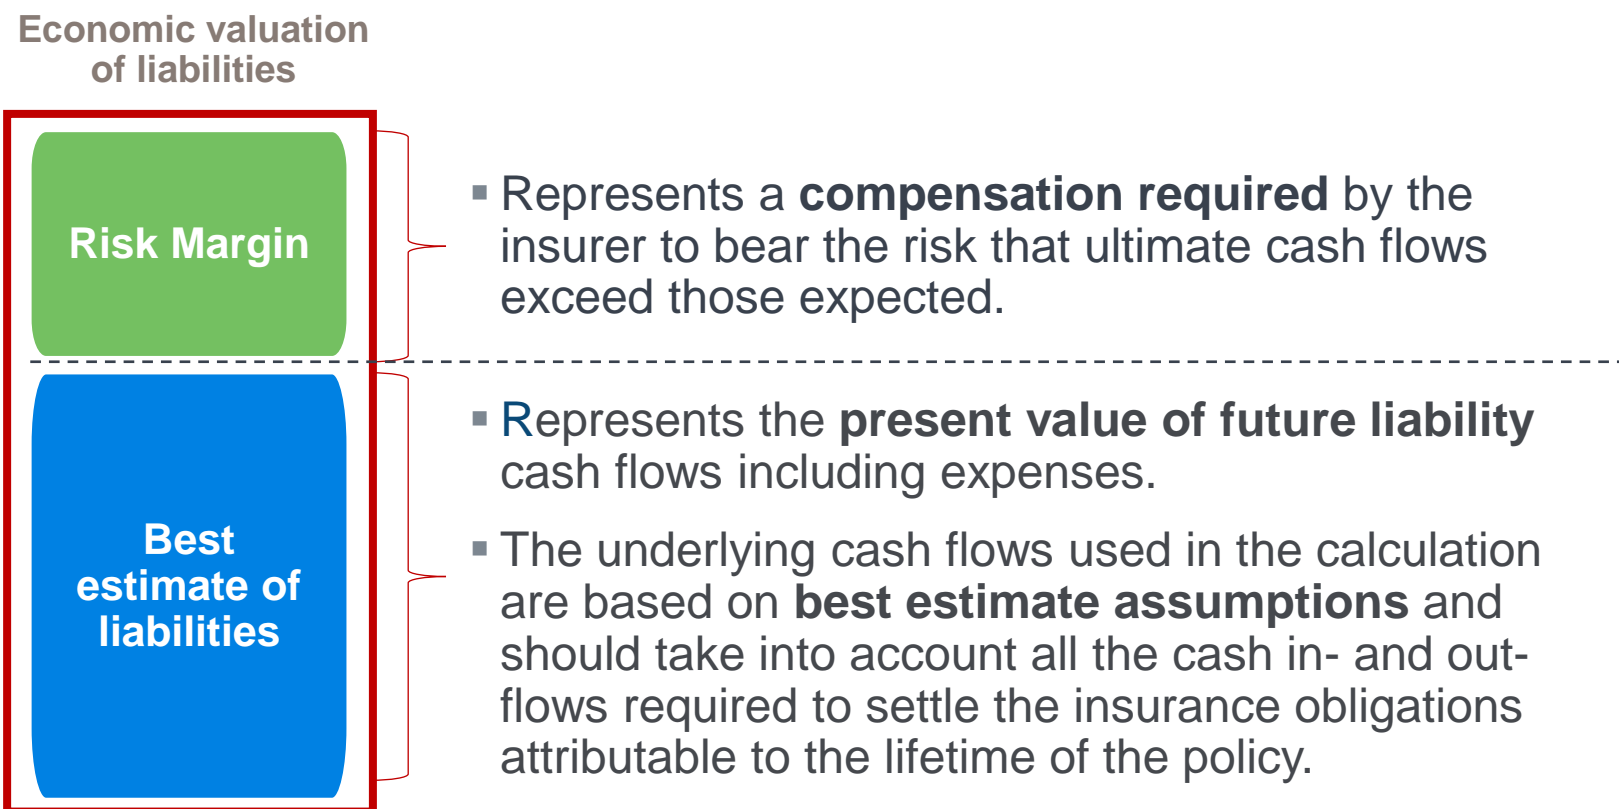 Economic valuation
of liabilities
Risk Margin
▪ Represents a compensation required by the
insurer to bear the risk that ultimate cash flows
exceed those expected.
Best
estimate of
liabilities
▪ Represents the present value of future liability
cash flows including expenses.
▪ The underlying cash flows used in the calculation
are based on best estimate assumptions and
should take into account all the cash in- and out-
flows required to settle the insurance obligations
attributable to the lifetime of the policy.